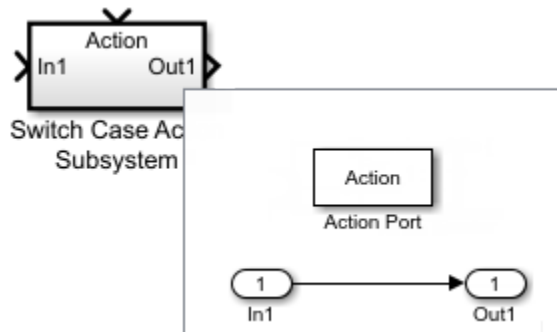 Action
In1 Out1
Switch Case Ac
Subsystem
Action
Action Port
1 1
In1 Out1